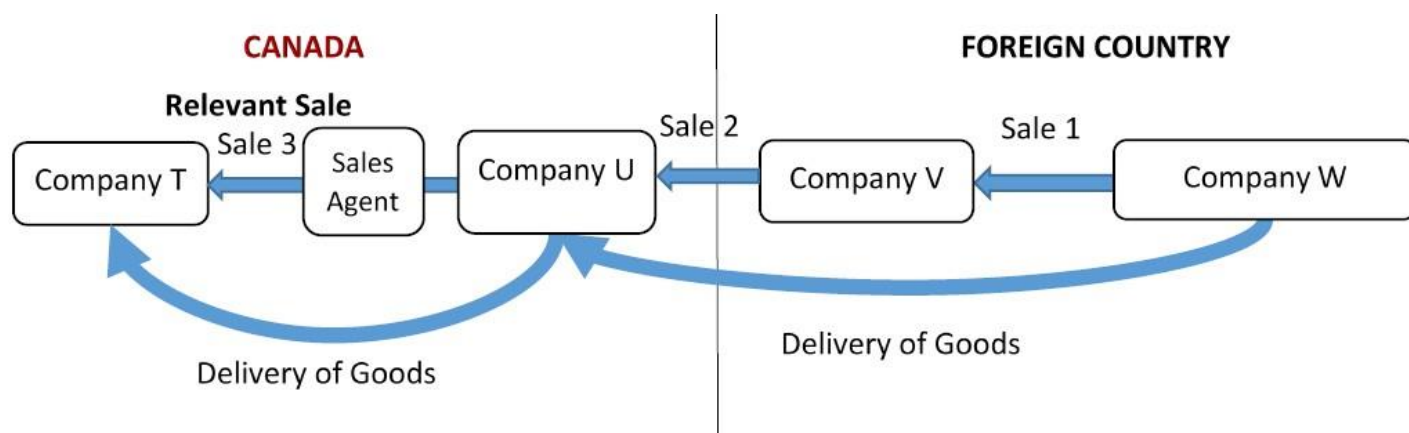 CANADA
FOREIGN COUNTRY
Relevant Sale
Sale 3
Sale 2
Sale 1
Company T
Sales
Agent
Company U
Company V
Company W
Delivery of Goods
Delivery of Goods